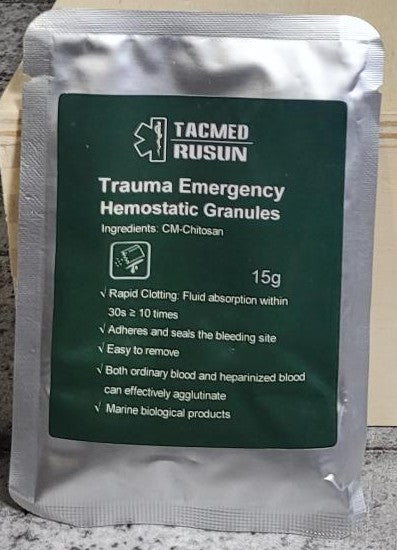 TACMED
RUSUN
Trauma Emergency
Hemostatic Granules
Ingredients: CM-Chitosan
15g
√ Rapid Clotting: Fluid absorption within
30s ≥ 10 times
√ Adheres and seals the bleeding site
√ Easy to remove
√ Both ordinary blood and heparinized blood
can effectively agglutinate
√ Marine biological products